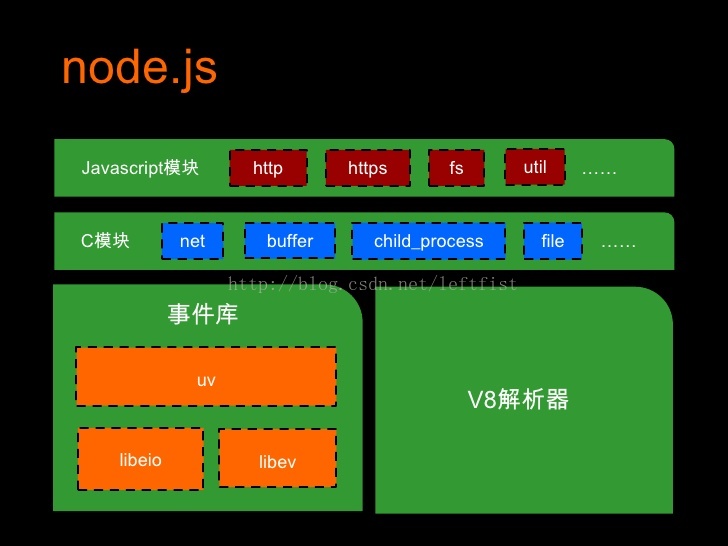 node.js
Javascript模块 http https fs util ……
C模块 net buffer child_process file ……
http://blog.csdn.net/leftfist
事件库
uv
libeio libev
V8解析器